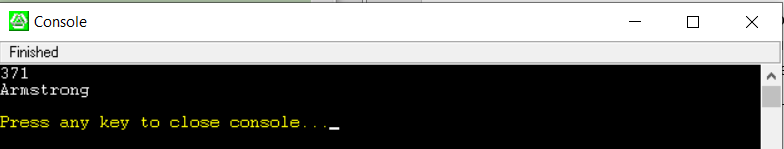 Console
Finished
371
Armstrong
Press any key to close console...